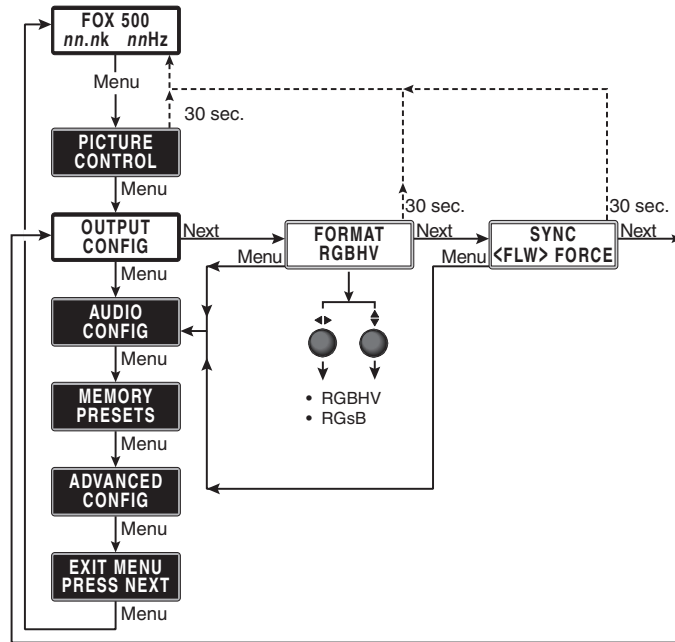 FOX 500
nn.nk nnHz
Menu
30 sec.
PICTURE
CONTROL
Menu
30 sec.
30 sec.
OUTPUT
CONFIG
Next
FORMAT
RGBHV
Next
SYNC
<FLW> FORCE
Next
Menu
Menu
Menu
AUDIO
CONFIG
Menu
• RGBHV
• RGsB
MEMORY
PRESETS
Menu
ADVANCED
CONFIG
Menu
EXIT MENU
PRESS NEXT
Menu